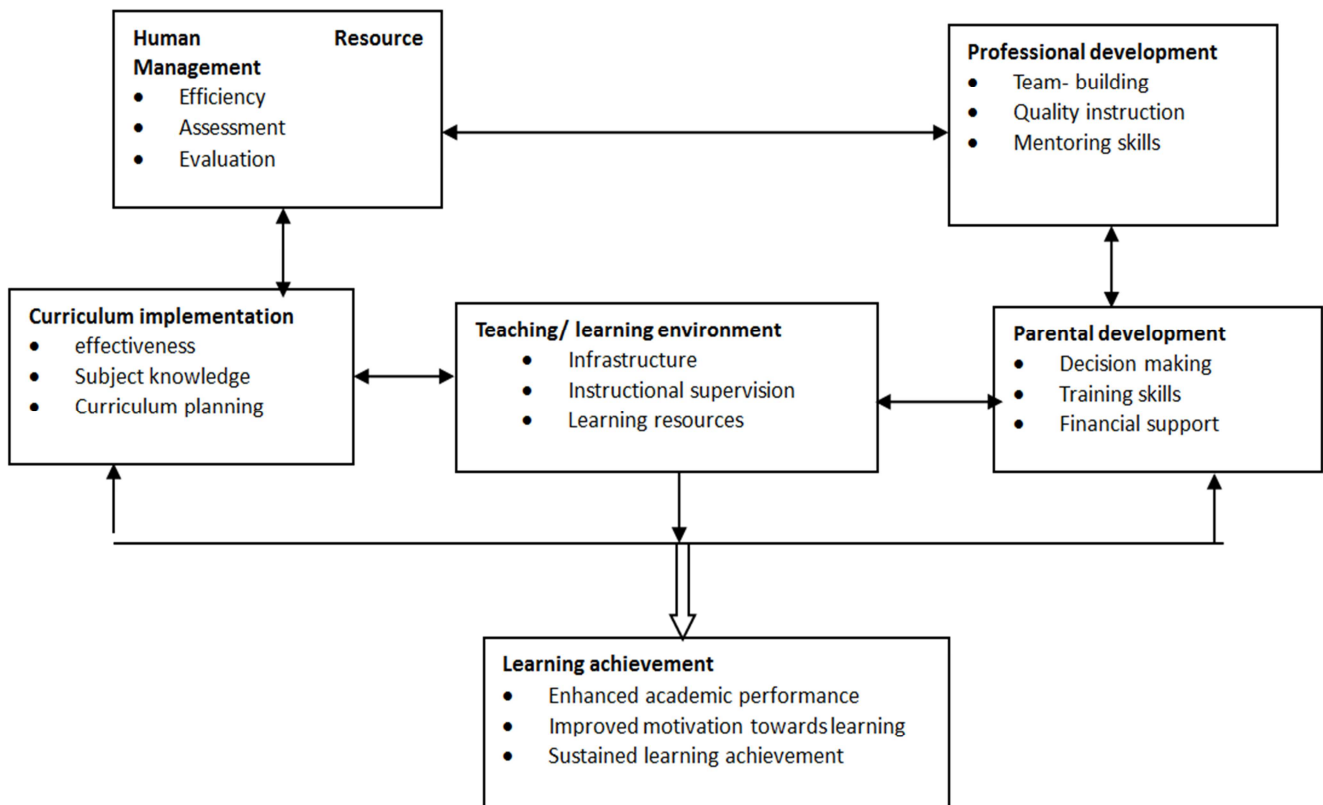 Human Resource
Management
• Efficiency
• Assessment
• Evaluation
Professional development
• Team- building
• Quality instruction
• Mentoring skills
Curriculum implementation
• effectiveness
• Subject knowledge
• Curriculum planning
Teaching/ learning environment
• Infrastructure
• Instructional supervision
• Learning resources
Parental development
• Decision making
• Training skills
• Financial support
Learning achievement
• Enhanced academic performance
• Improved motivation towards learning
• Sustained learning achievement